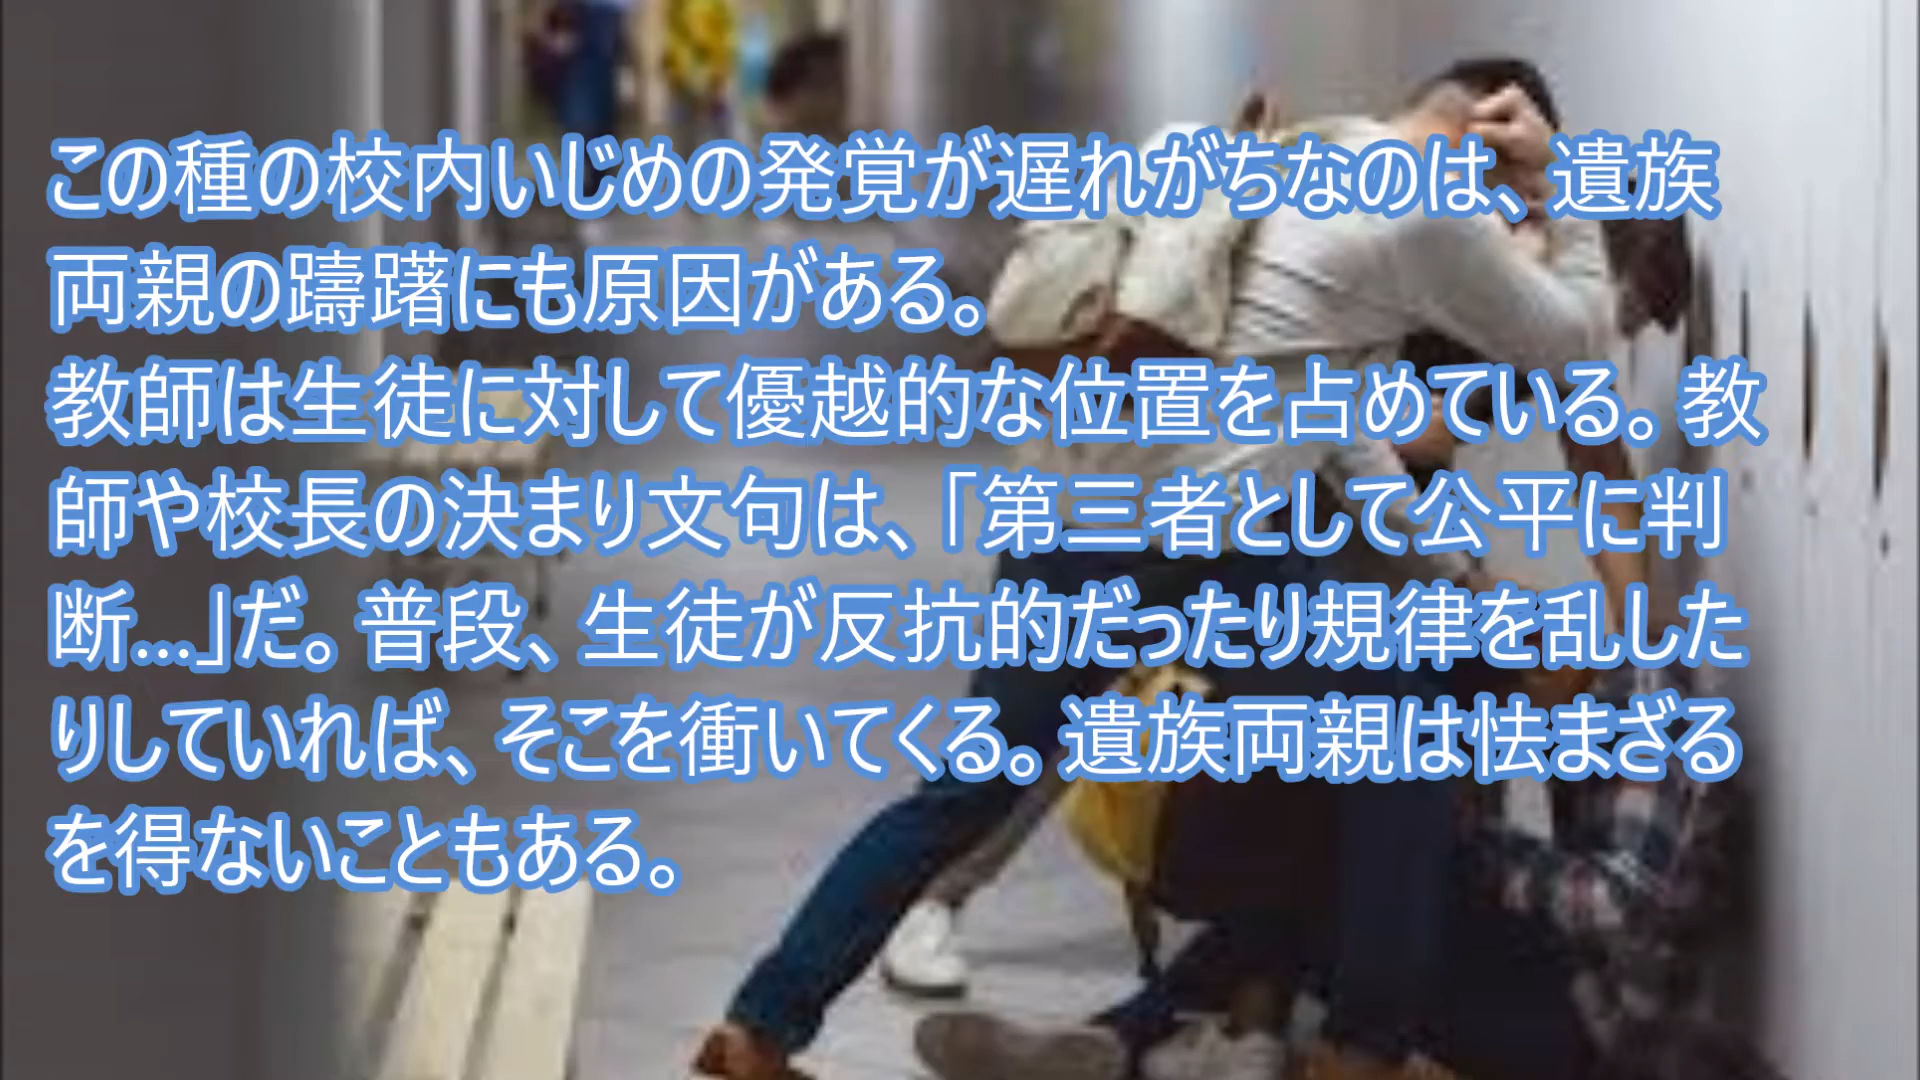 この種の校内いじめの発覚が遅れがちなのは、遺族
両親の躊躇にも原因がある。
教師は生徒に対して優越的な位置を占めている。教
師や校長の決まり文句は、「第三者として公平に判
断...」だ。普段、生徒が反抗的だったり規律を乱した
りしていれば、そこを衝いてくる。遺族両親は怯まざる
を得ないこともある。